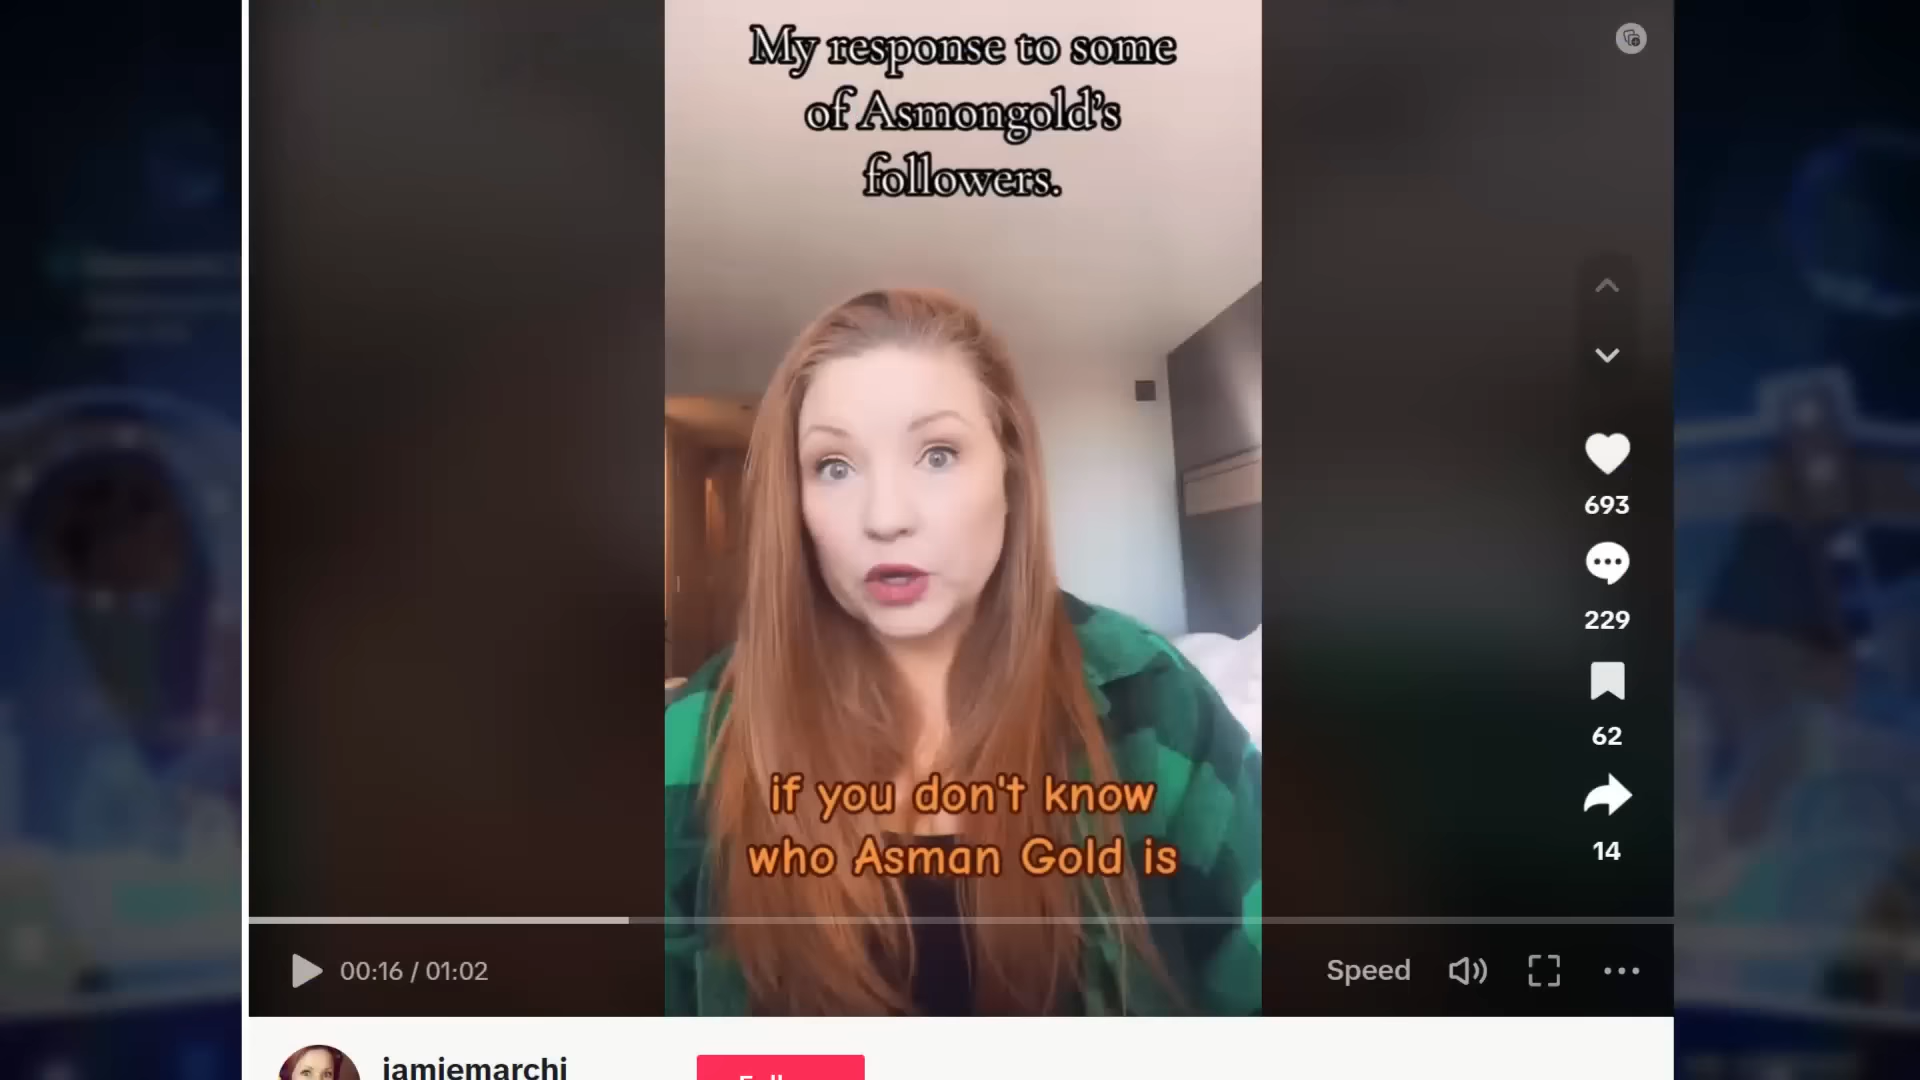 My response to some
of Asmongold's
followers.
693
229
62
14
if you don't know
who Asman Gold is
00:16 / 01:02
Speed
jamiemarchi